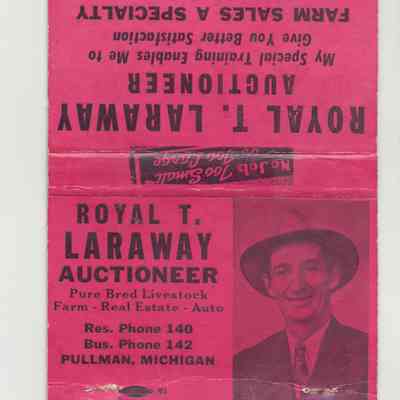 ROYAL T. LARAWAY
AUCTIONEER
My Special Training Enables Me to
Give You Better Satisfaction
FARM SALES A SPECIALTY
No Job Too Small
or Too Large
ROYAL T.
LARAWAY
AUCTIONEER
Pure Bred Livestock
Farm - Real Estate - Auto
Res. Phone 140
Bus. Phone 142
PULLMAN, MICHIGAN